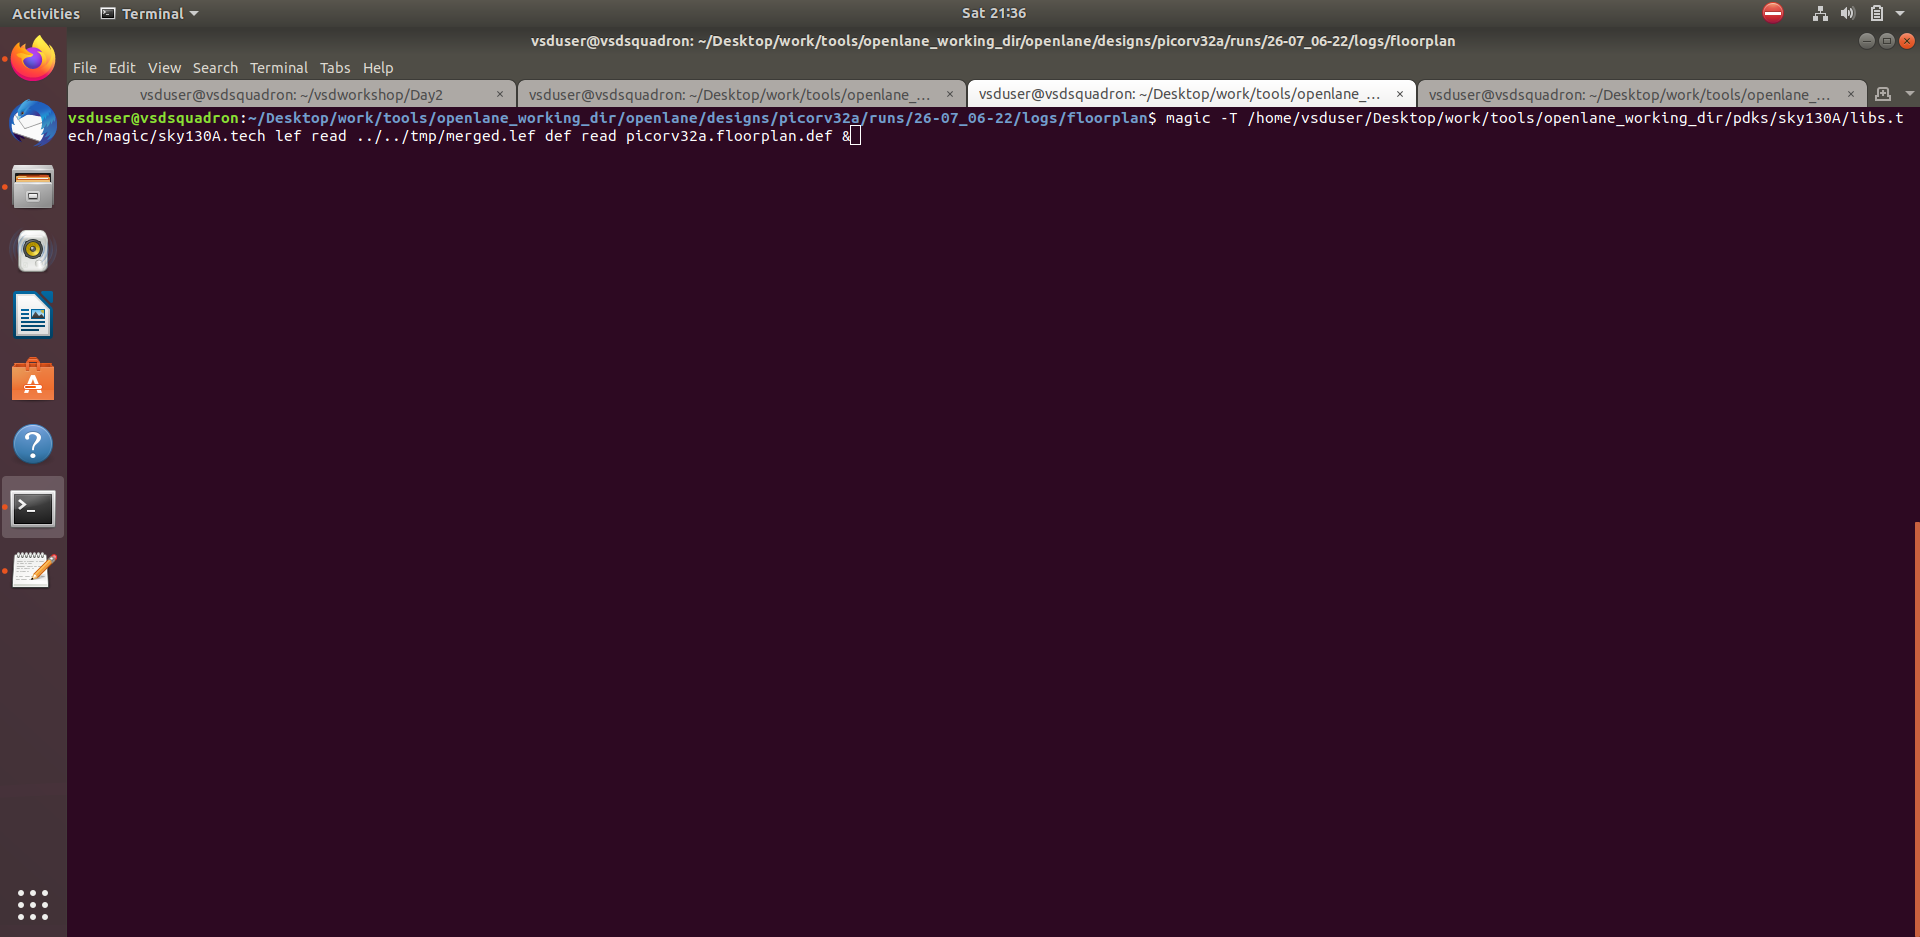 Activities Terminal Sat 21:36
vsduser@vsdsquadron: ~/Desktop/work/tools/openlane_working_dir/openlane/designs/picorv32a/runs/26-07_06-22/logs/floorplan
File Edit View Search Terminal Tabs Help
vsduser@vsdsquadron: ~/vsdworkshop/Day2 × vsduser@vsdsquadron: ~/Desktop/work/tools/openlane_... × vsduser@vsdsquadron: ~/Desktop/work/tools/openlane_... × vsduser@vsdsquadron: ~/Desktop/work/tools/openlane_... ×
vsduser@vsdsquadron:~/Desktop/work/tools/openlane_working_dir/openlane/designs/picorv32a/runs/26-07_06-22/logs/floorplan$ magic -T /home/vsduser/Desktop/work/tools/openlane_working_dir/pdks/sky130A/libs.t
ech/magic/sky130A.tech lef read ../../tmp/merged.lef def read picorv32a.floorplan.def &